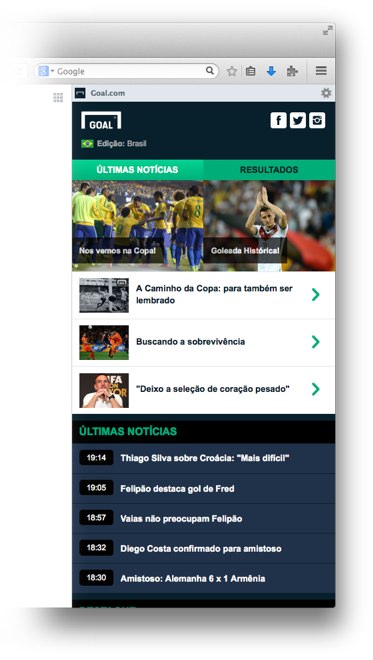 Google
Goal.com
GOAL
Edição: Brasil
ÚLTIMAS NOTÍCIAS
RESULTADOS
Nos vemos na Copa!
Goleada Histórica!
A Caminho da Copa: para também ser
lembrado
Buscando a sobrevivência
"Deixo a seleção de coração pesado"
ÚLTIMAS NOTÍCIAS
19:14 Thiago Silva sobre Croácia: "Mais difícil"
19:05 Felipão destaca gol de Fred
18:57 Vaias não preocupam Felipão
18:32 Diego Costa confirmado para amistoso
18:30 Amistoso: Alemanha 6 x 1 Armênia